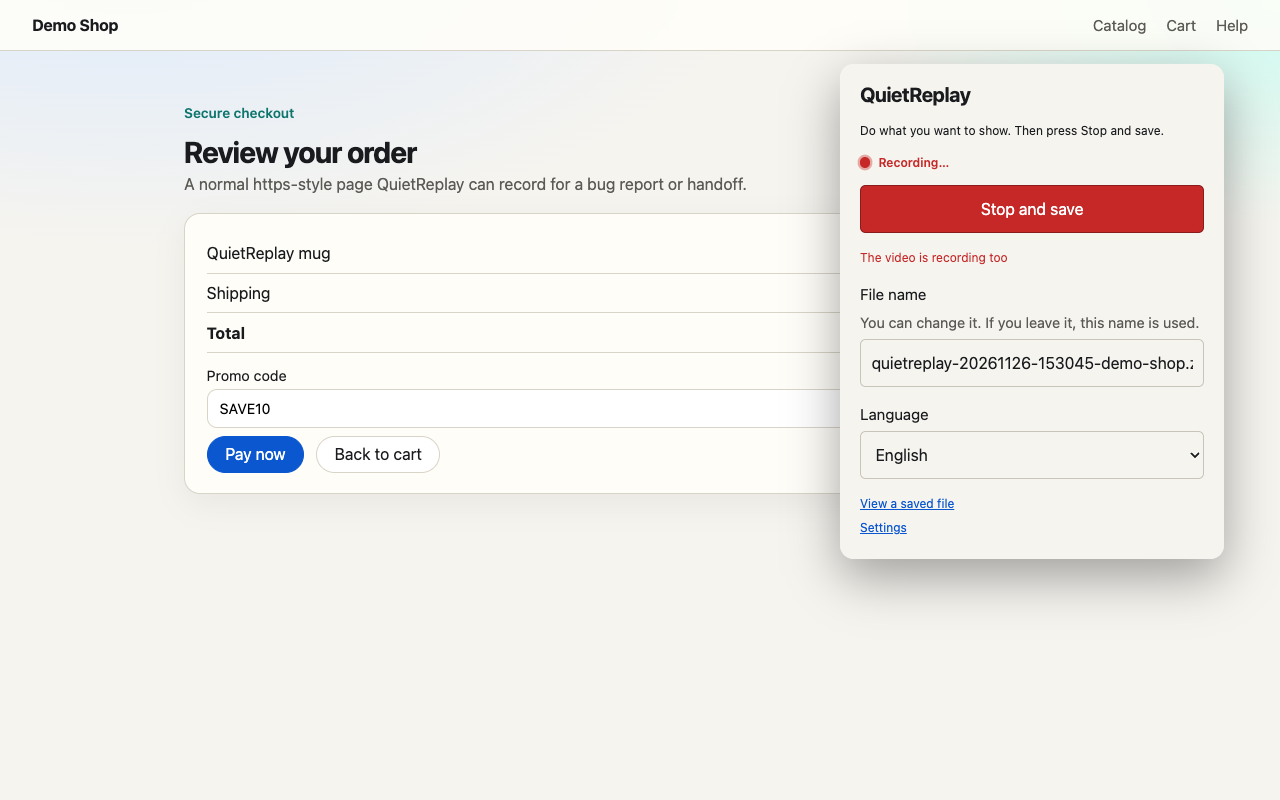 Demo Shop
Catalog
Cart
Help
Secure checkout
Review your order
A normal https-style page QuietReplay can record for a bug report or handoff.
QuietReplay mug
Shipping
Total
Promo code
SAVE10
Pay now
Back to cart
QuietReplay
Do what you want to show. Then press Stop and save.
Recording...
Stop and save
The video is recording too
File name
You can change it. If you leave it, this name is used.
quietreplay-20261126-153045-demo-shop.z
Language
English
View a saved file
Settings